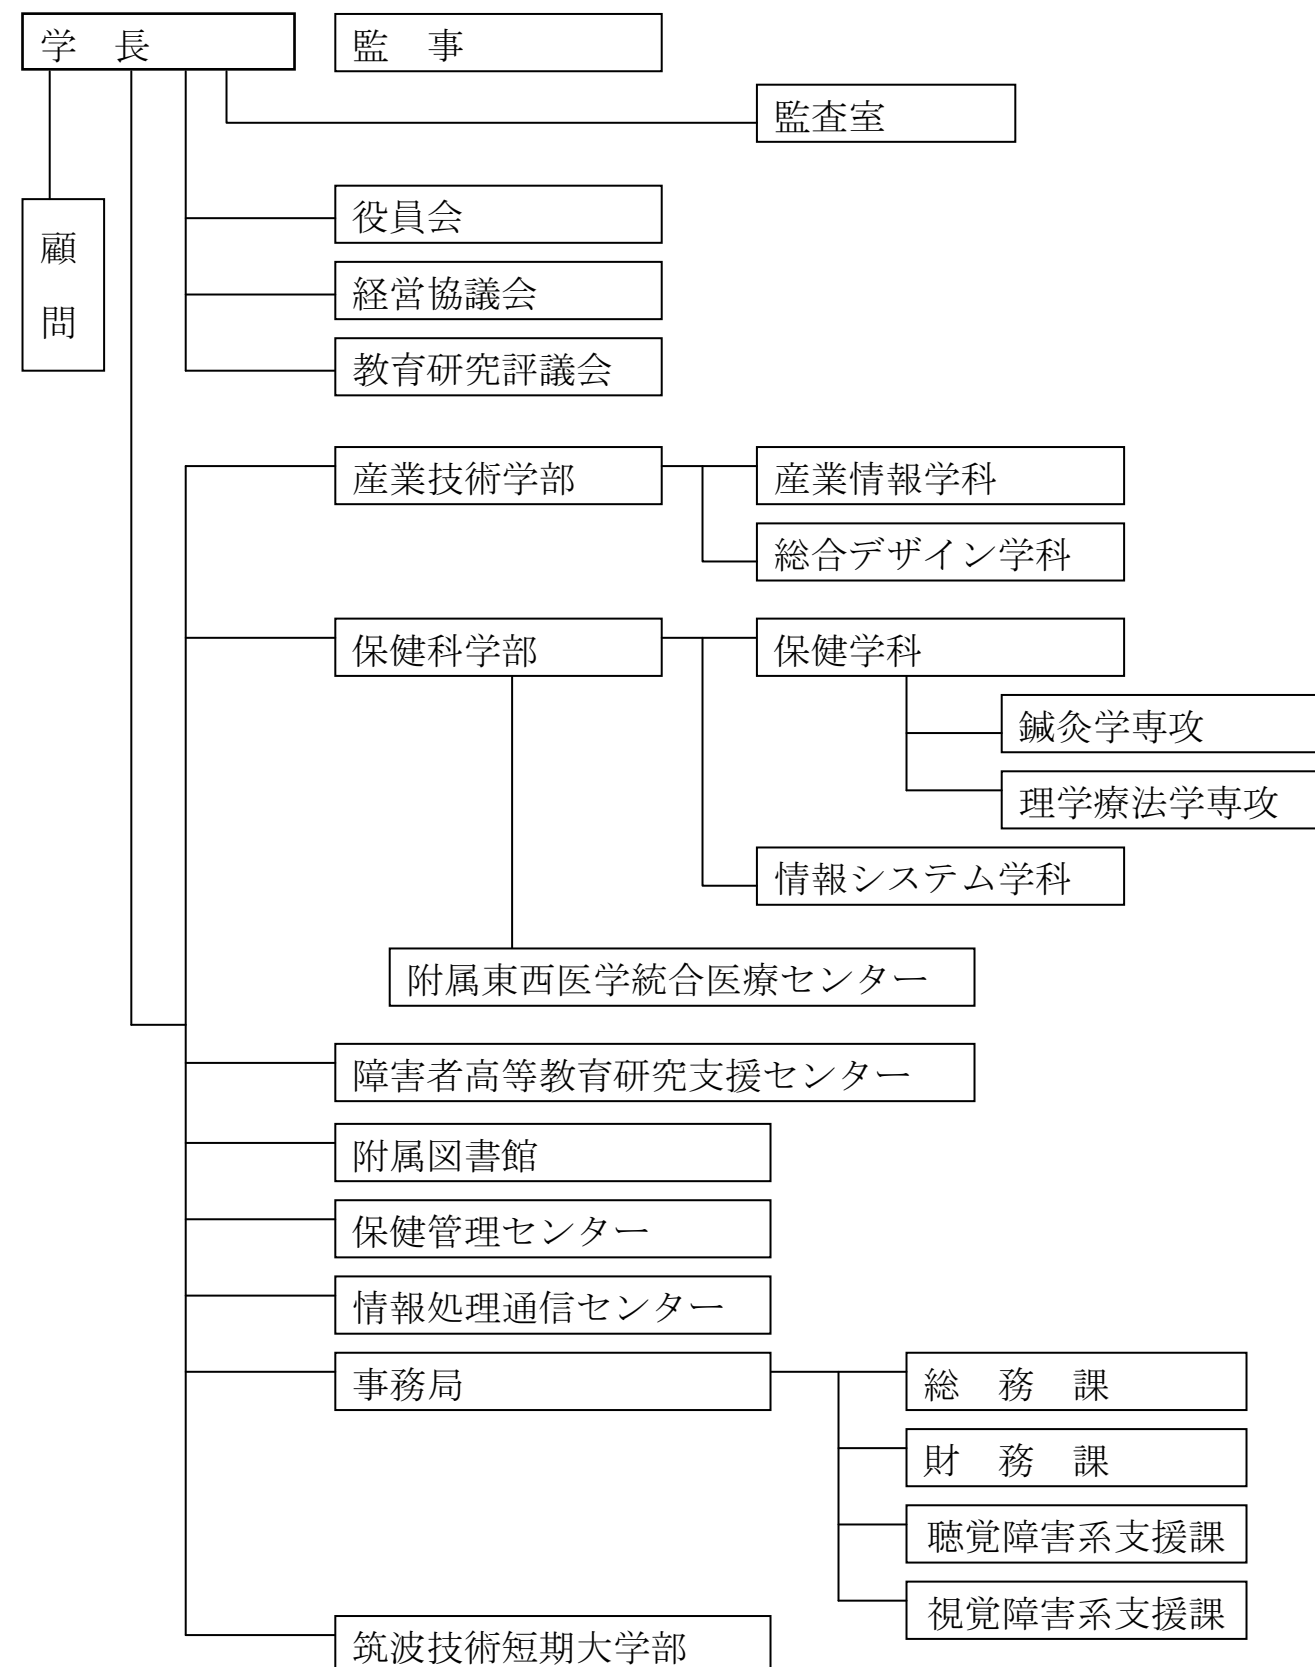 学　長
監　事
監査室
顧
問
役員会
経営協議会
教育研究評議会
産業技術学部
産業情報学科
総合デザイン学科
保健科学部
保健学科
鍼灸学専攻
理学療法学専攻
情報システム学科
附属東西医学統合医療センター
障害者高等教育研究支援センター
附属図書館
保健管理センター
情報処理通信センター
事務局
総　務　課
財　務　課
聴覚障害系支援課
視覚障害系支援課
筑波技術短期大学部